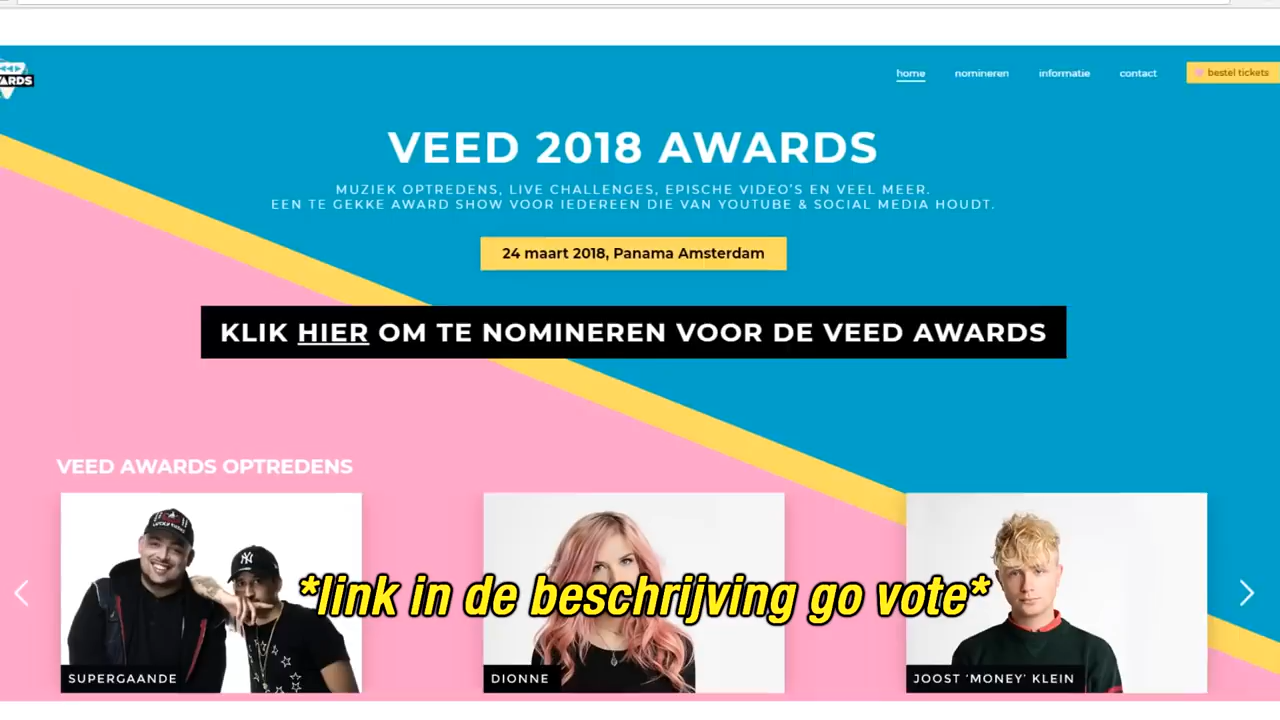 ARDS
home nomineren informatie contact bestel tickets
VEED 2018 AWARDS
MUZIEK OPTREDENS, LIVE CHALLENGES, EPISCHE VIDEO'S EN VEEL MEER.
EEN TE GEKKE AWARD SHOW VOOR IEDEREEN DIE VAN YOUTUBE & SOCIAL MEDIA HOUDT.
24 maart 2018, Panama Amsterdam
KLIK HIER OM TE NOMINEREN VOOR DE VEED AWARDS
VEED AWARDS OPTREDENS
*link in de beschrijving go vote*
SUPERGAANDE
DIONNE
JOOST 'MONEY' KLEIN